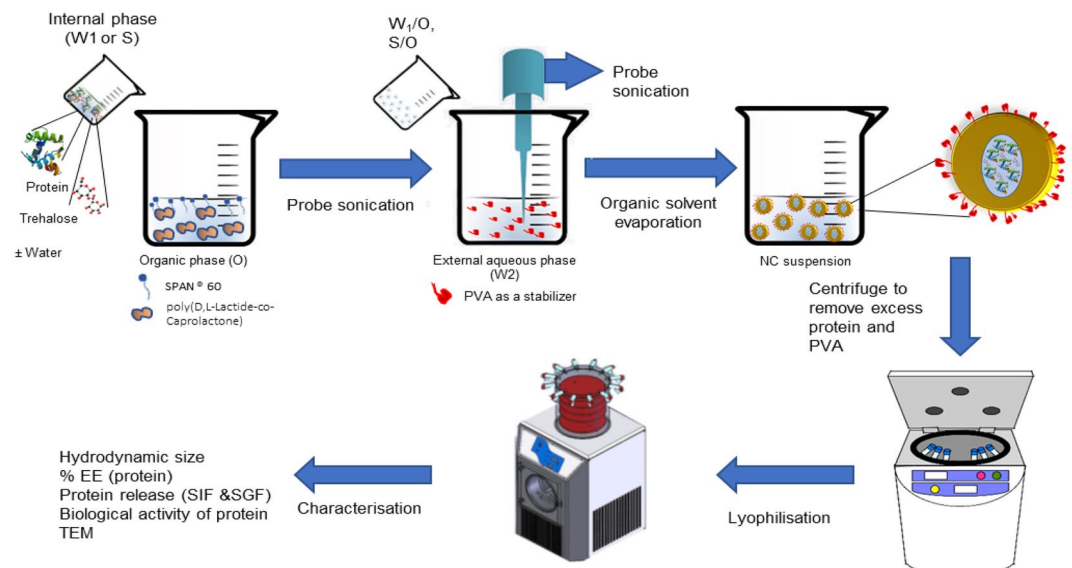 Internal phase
(W1 or S)
W₁/O,
S/O
Probe
sonication
Protein
Trehalose
± Water
Probe sonication
Organic solvent
evaporation
Organic phase (O)
SPAN ® 60
poly(D,L-Lactide-co-
Caprolactone)
External aqueous phase
(W2)
PVA as a stabilizer
NC suspension
Centrifuge to
remove excess
protein and
PVA
Lyophilisation
Characterisation
Hydrodynamic size
% EE (protein)
Protein release (SIF &SGF)
Biological activity of protein
TEM